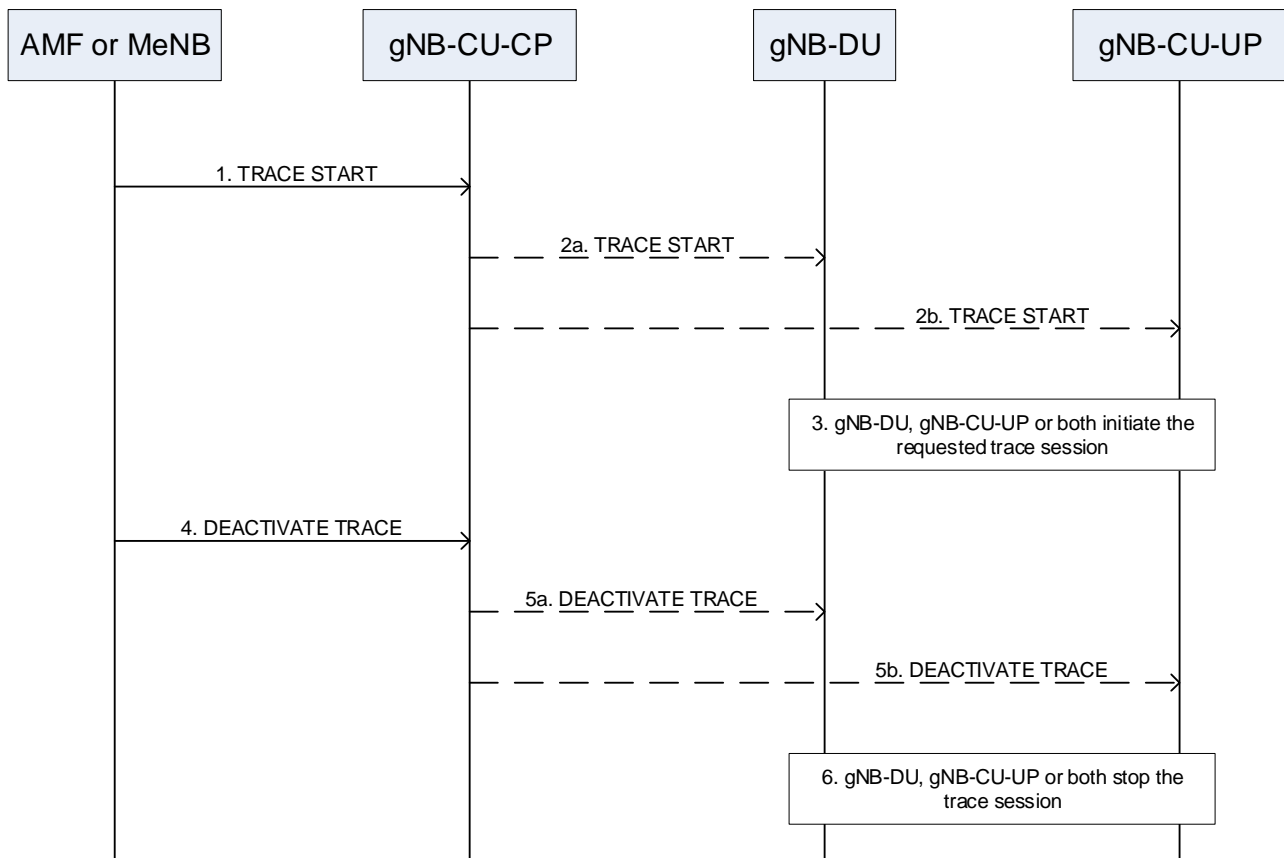 AMF or MeNB
gNB-CU-CP
gNB-DU
gNB-CU-UP
1. TRACE START
2a. TRACE START
2b. TRACE START
3. gNB-DU, gNB-CU-UP or both initiate the
requested trace session
4. DEACTIVATE TRACE
5a. DEACTIVATE TRACE
5b. DEACTIVATE TRACE
6. gNB-DU, gNB-CU-UP or both stop the
trace session